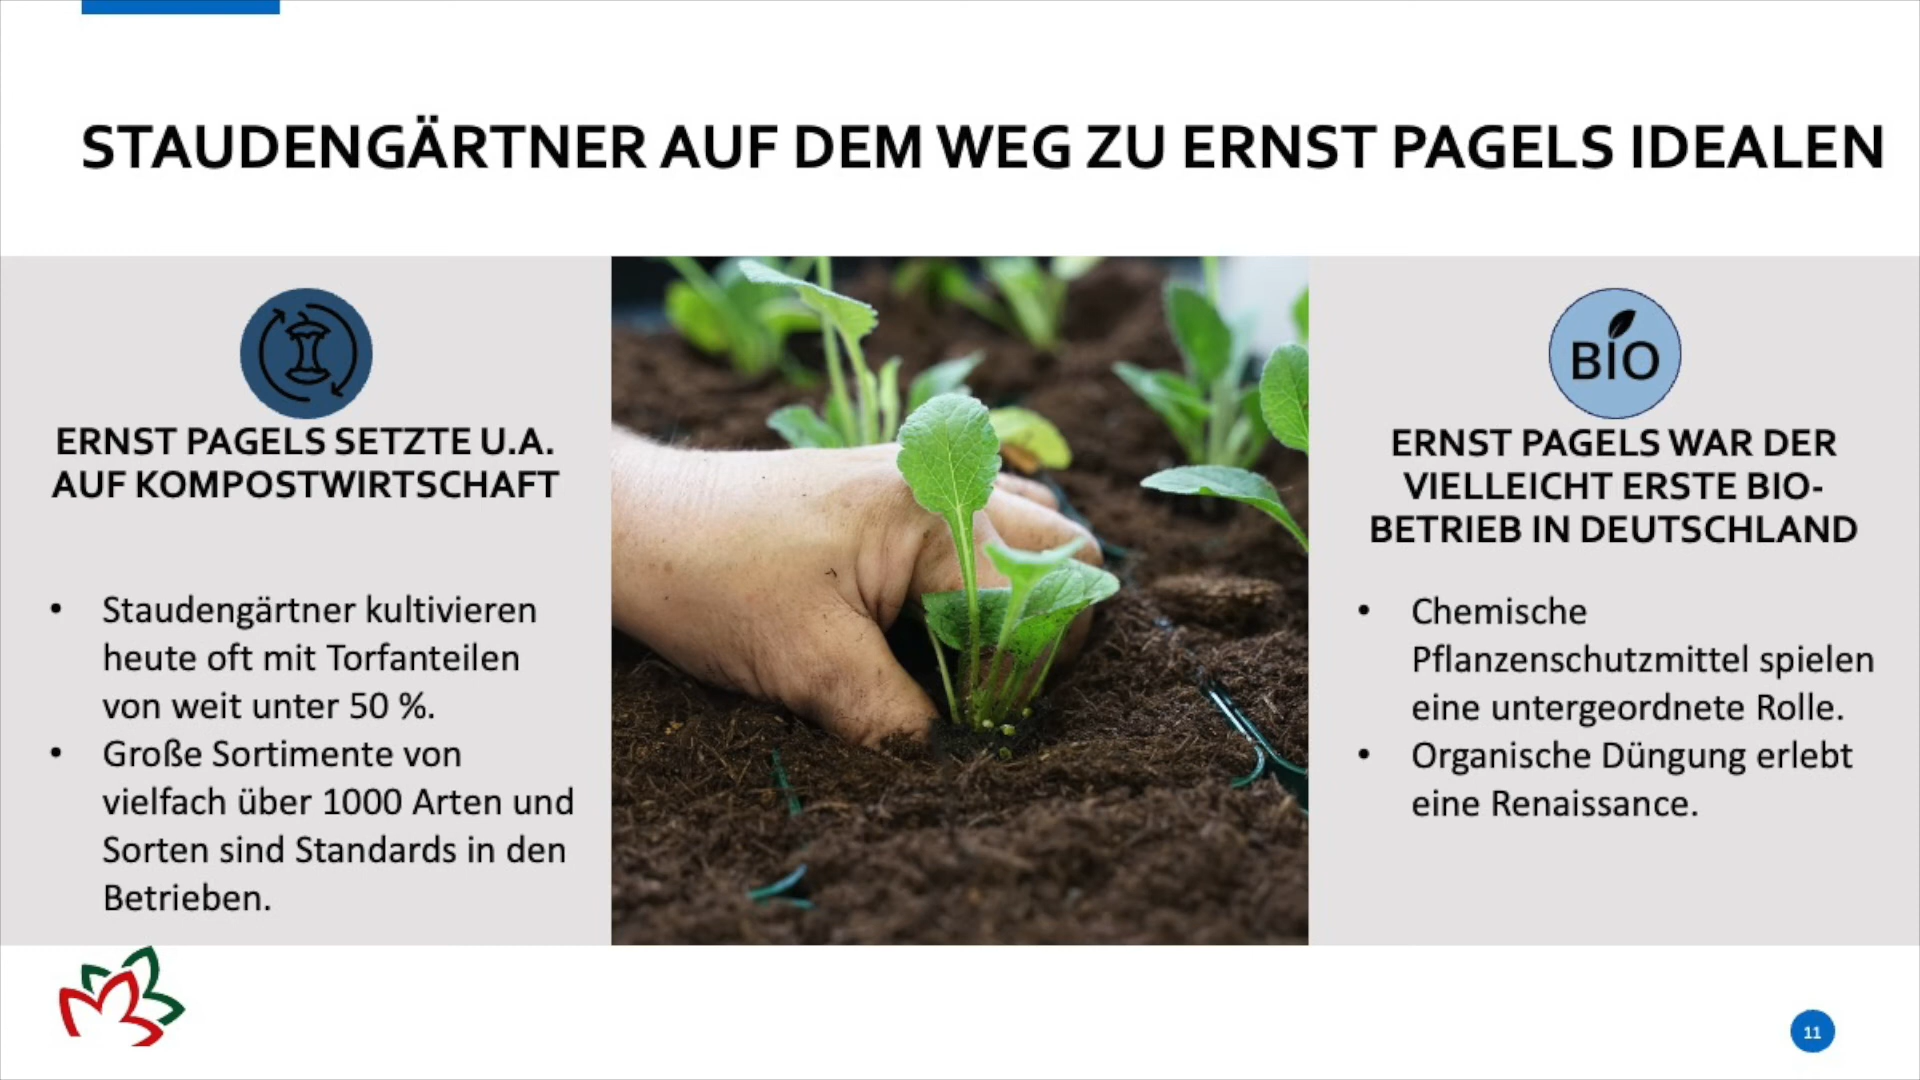 STAUDENGÄRTNER AUF DEM WEG ZU ERNST PAGELS IDEALEN
ERNST PAGELS SETZTE U.A.
AUF KOMPOSTWIRTSCHAFT
• Staudengärtner kultivieren
heute oft mit Torfanteilen
von weit unter 50 %.
• Große Sortimente von
vielfach über 1000 Arten und
Sorten sind Standards in den
Betrieben.
BIO
ERNST PAGELS WAR DER
VIELLEICHT ERSTE BIO-
BETRIEB IN DEUTSCHLAND
• Chemische
Pflanzenschutzmittel spielen
eine untergeordnete Rolle.
• Organische Düngung erlebt
eine Renaissance.
11